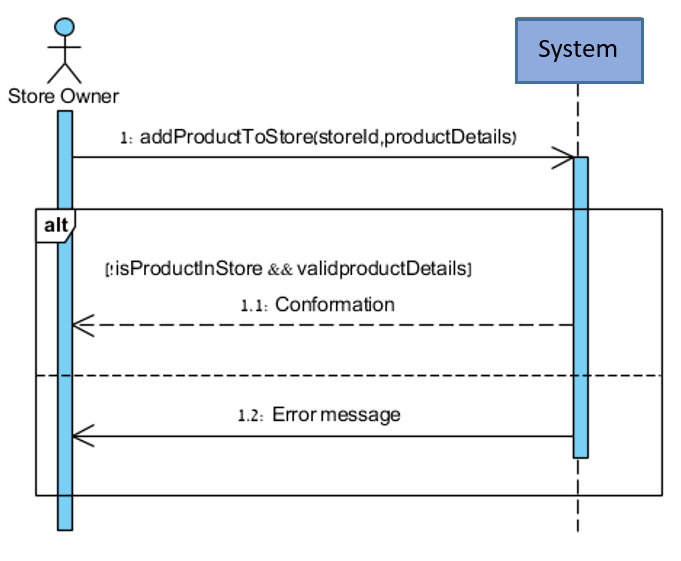 System
Store Owner
1: addProductToStore(storeId,productDetails)
alt
[!isProductInStore && validproductDetails]
1.1: Conformation
1.2: Error message